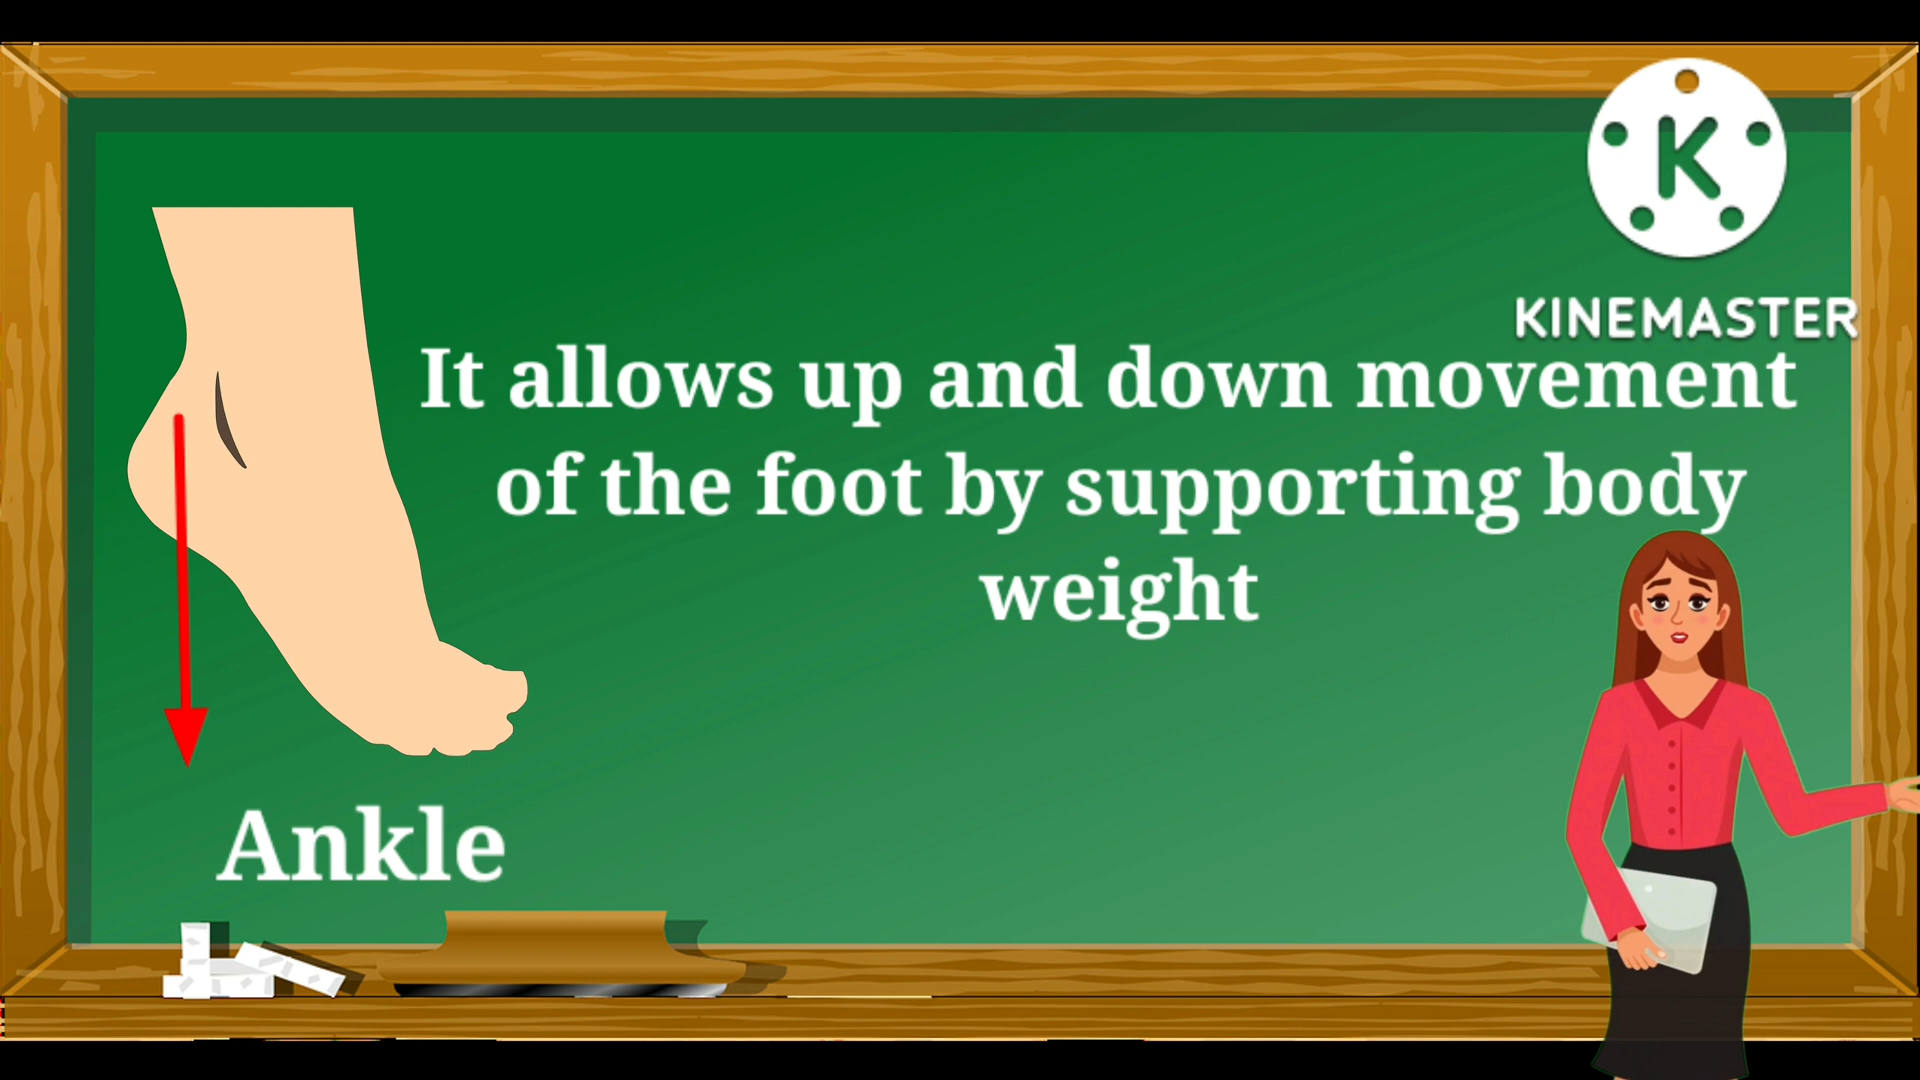 K
KINEMASTER
It allows up and down movement
of the foot by supporting body
weight
Ankle